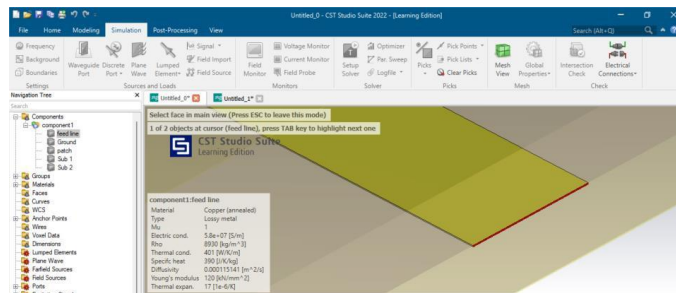 Untitled_0 - CST Studio Suite 2022 - [Learning Edition]
File Home Modeling Simulation Post-Processing View
Search (Alt+Q)
Frequency
Background
Boundaries
Settings
Waveguide Port
Discrete Port
Plane Wave
Lumped Element
Signal
Field Import
Field Source
Sources and Loads
Field Monitor
Voltage Monitor
Current Monitor
Field Probe
Monitors
Setup Solver
Optimizer
Par. Sweep
Logfile
Solver
Picks
Pick Points
Pick Lists
Clear Picks
Picks
Mesh View
Global Properties
Mesh
Intersection Check
Electrical Connections
Check
Navigation Tree
Search
Components
component1
feed line
Ground
patch
Sub 1
Sub 2
Groups
Materials
Faces
Curves
WCS
Anchor Points
Wires
Voxel Data
Dimensions
Lumped Elements
Plane Wave
Farfield Sources
Field Sources
Ports
Untitled_0*
Untitled_1*
Select face in main view (Press ESC to leave this mode)
1 of 2 objects at cursor (feed line), press TAB key to highlight next one
CST Studio Suite
Learning Edition
component1:feed line
Material Copper (annealed)
Type Lossy metal
Mu 1
Electric cond. 5.8e+07 [S/m]
Rho 8930 [kg/m^3]
Thermal cond. 401 [W/K/m]
Specifc heat 390 [J/K/kg]
Diffusivity 0.000115141 [m^2/s]
Young's modulus 120 [kN/mm^2]
Thermal expan. 17 [1e-6/K]